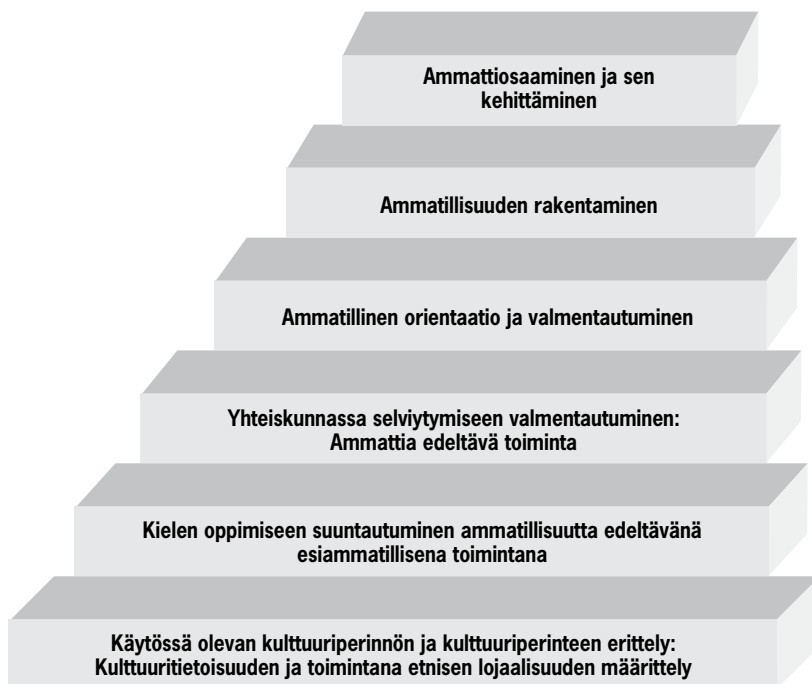 Ammattiosaaminen ja sen
kehittäminen
Ammatillisuuden rakentaminen
Ammatillinen orientaatio ja valmentautuminen
Yhteiskunnassa selviytymiseen valmentautuminen:
Ammattia edeltävä toiminta
Kielen oppimiseen suuntautuminen ammatillisuutta edeltävänä
esiammatillisena toimintana
Käytössä olevan kulttuuriperinnön ja kulttuuriperinteen erittely:
Kulttuuritietoisuuden ja toimintana etnisen lojaalisuuden määrittely